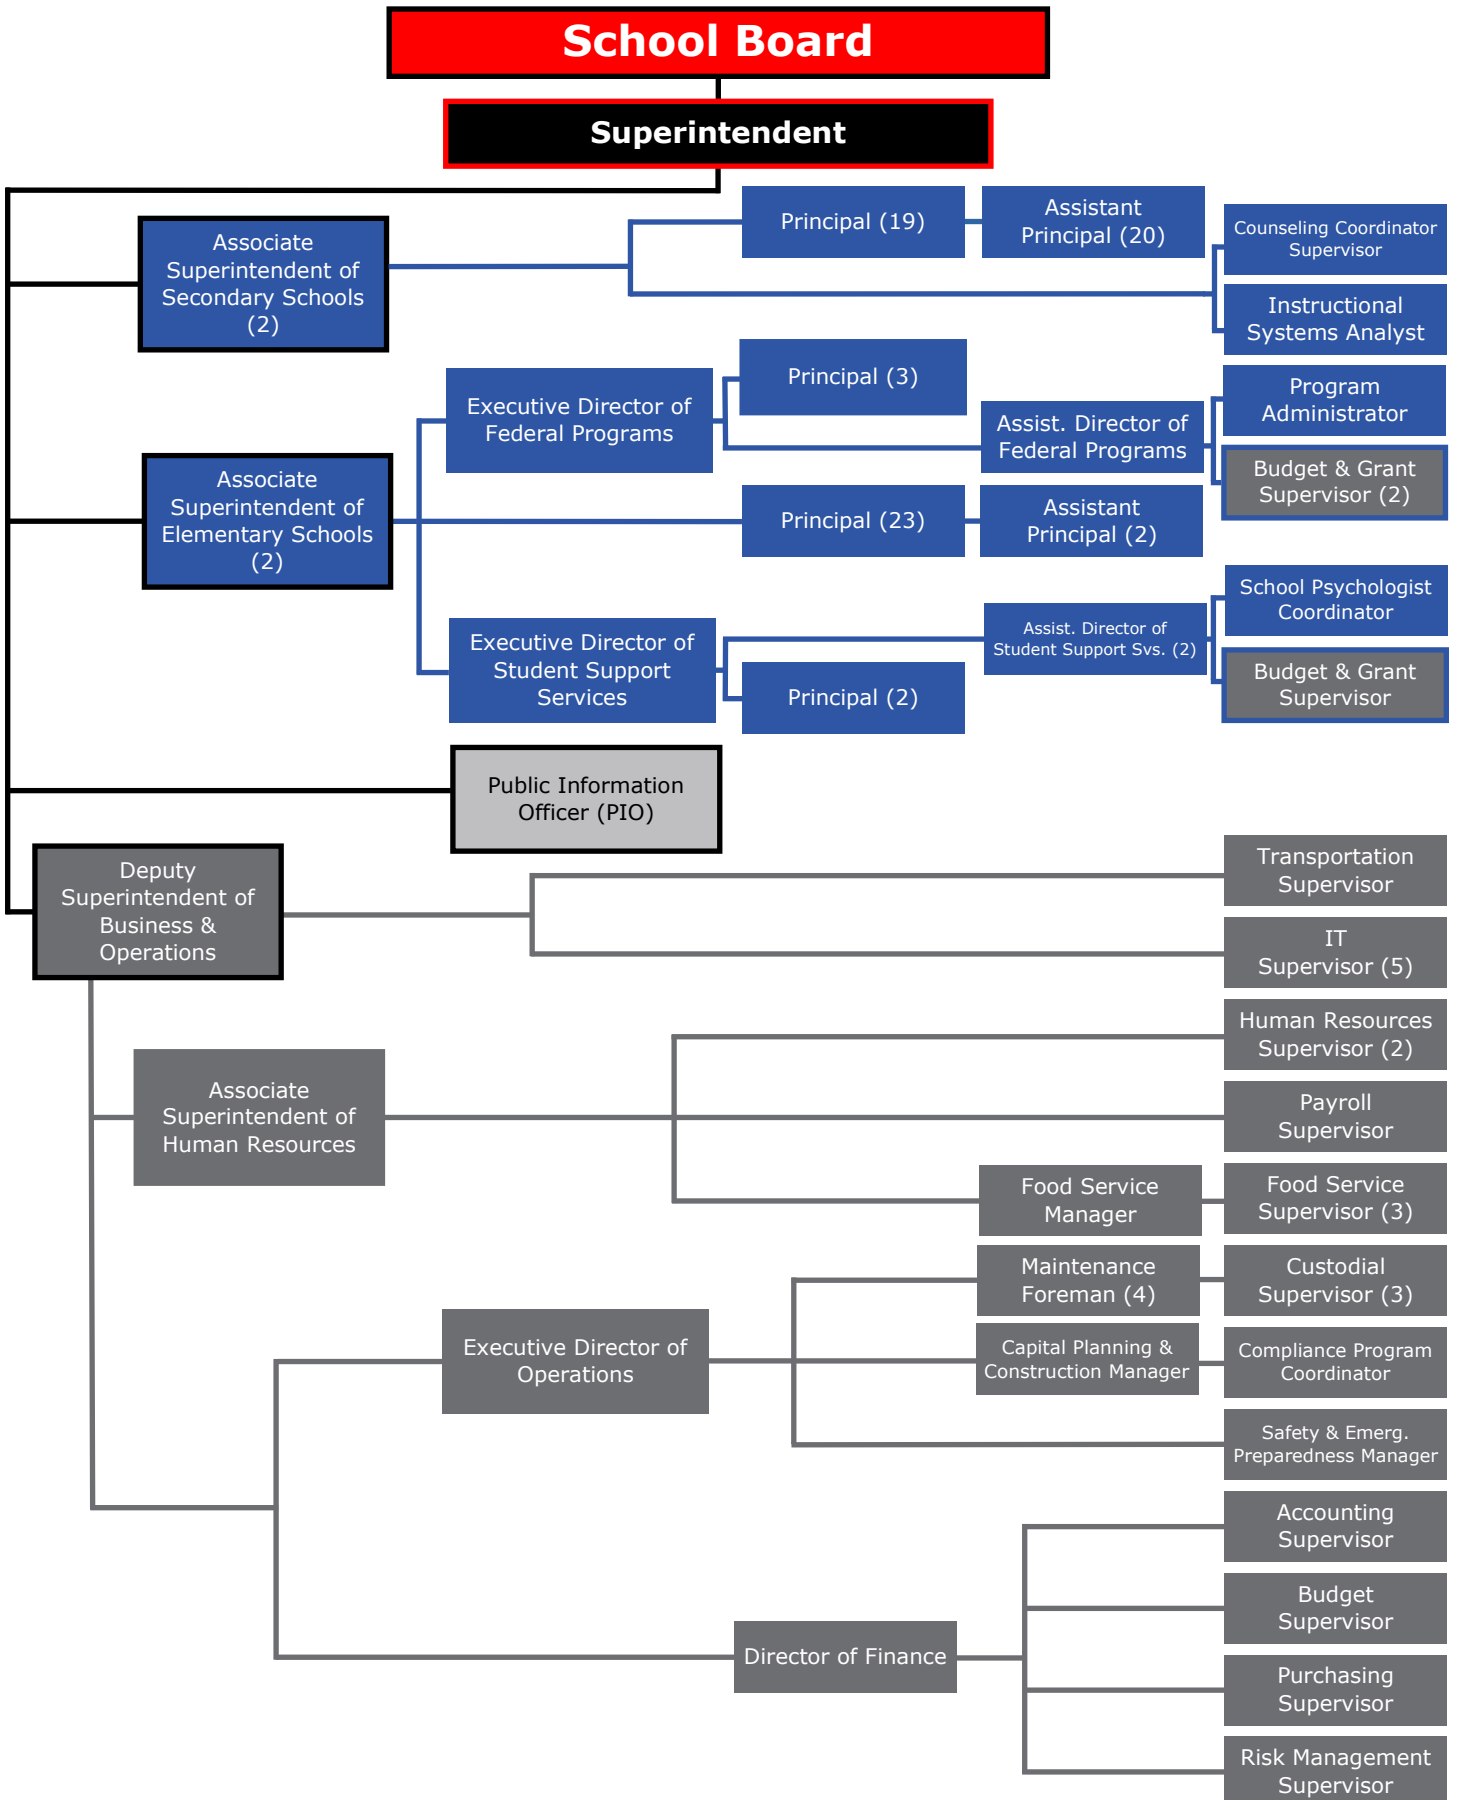 School Board
Superintendent
Associate
Superintendent of
Secondary Schools
(2)
Principal (19)
Assistant
Principal (20)
Counseling Coordinator
Supervisor
Instructional
Systems Analyst
Associate
Superintendent of
Elementary Schools
(2)
Executive Director of
Federal Programs
Principal (3)
Assist. Director of
Federal Programs
Program
Administrator
Budget & Grant
Supervisor (2)
Principal (23)
Assistant
Principal (2)
Executive Director of
Student Support
Services
Assist. Director of
Student Support Svs. (2)
School Psychologist
Coordinator
Budget & Grant
Supervisor
Principal (2)
Public Information
Officer (PIO)
Deputy
Superintendent of
Business &
Operations
Transportation
Supervisor
IT
Supervisor (5)
Associate
Superintendent of
Human Resources
Human Resources
Supervisor (2)
Payroll
Supervisor
Food Service
Manager
Food Service
Supervisor (3)
Executive Director of
Operations
Maintenance
Foreman (4)
Custodial
Supervisor (3)
Capital Planning &
Construction Manager
Compliance Program
Coordinator
Safety & Emerg.
Preparedness Manager
Director of Finance
Accounting
Supervisor
Budget
Supervisor
Purchasing
Supervisor
Risk Management
Supervisor